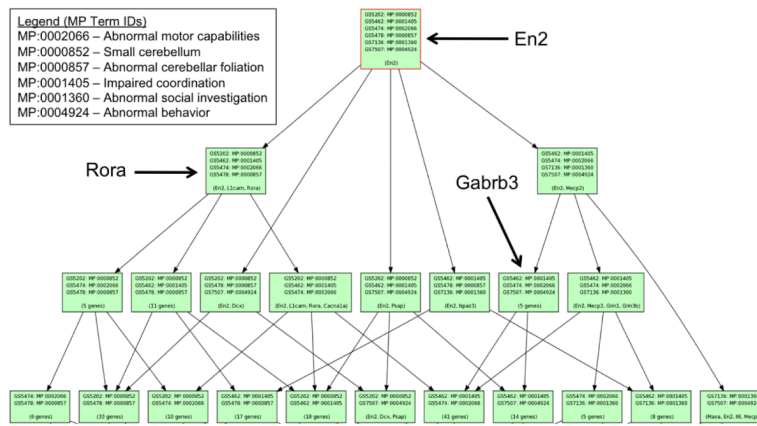 Legend (MP Term IDs)
MP:0002066 – Abnormal motor capabilities
MP:0000852 – Small cerebellum
MP:0000857 – Abnormal cerebellar foliation
MP:0001405 – Impaired coordination
MP:0001360 – Abnormal social investigation
MP:0004924 – Abnormal behavior
GS5202: MP:0000852
GS5462: MP:0001405
GS5474: MP:0002066
GS5478: MP:0000857
GS7136: MP:0001360
GS7507: MP:0004924
(En2)
En2
Rora
GS5202: MP:0000852
GS5462: MP:0001405
GS5474: MP:0002066
GS5478: MP:0000857
(En2, L1cam, Rora)
Gabrb3
GS5462: MP:0001405
GS5474: MP:0002066
GS7136: MP:0001360
GS7507: MP:0004924
(En2, Mecp2)
GS5202: MP:0000852
GS5474: MP:0002066
GS5478: MP:0000857
(5 genes)
GS5202: MP:0000852
GS5462: MP:0001405
GS5478: MP:0000857
(11 genes)
GS5202: MP:0000852
GS5478: MP:0000857
GS7507: MP:0004924
(En2, Dcx)
GS5202: MP:0000852
GS5462: MP:0001405
GS5474: MP:0002066
(En2, L1cam, Rora, Cacna1a)
GS5202: MP:0000852
GS5462: MP:0001405
GS7507: MP:0004924
(En2, Psap)
GS5462: MP:0001405
GS5478: MP:0000857
GS7136: MP:0001360
(En2, Npas3)
GS5462: MP:0001405
GS5474: MP:0002066
GS7507: MP:0004924
(5 genes)
GS5462: MP:0001405
GS5474: MP:0002066
GS7136: MP:0001360
(En2, Mecp2, Grin1, Grin3b)
GS5474: MP:0002066
GS5478: MP:0000857
(6 genes)
GS5202: MP:0000852
GS5478: MP:0000857
(33 genes)
GS5202: MP:0000852
GS5474: MP:0002066
(10 genes)
GS5462: MP:0001405
GS5478: MP:0000857
(17 genes)
GS5202: MP:0000852
GS5462: MP:0001405
(18 genes)
GS5202: MP:0000852
GS7507: MP:0004924
(En2, Dcx, Psap)
GS5462: MP:0001405
GS5474: MP:0002066
(41 genes)
GS5462: MP:0001405
GS7507: MP:0004924
(14 genes)
GS5474: MP:0002066
GS7136: MP:0001360
(5 genes)
GS5462: MP:0001405
GS7136: MP:0001360
(8 genes)
GS7136:
GS7507:
En2, Il6,